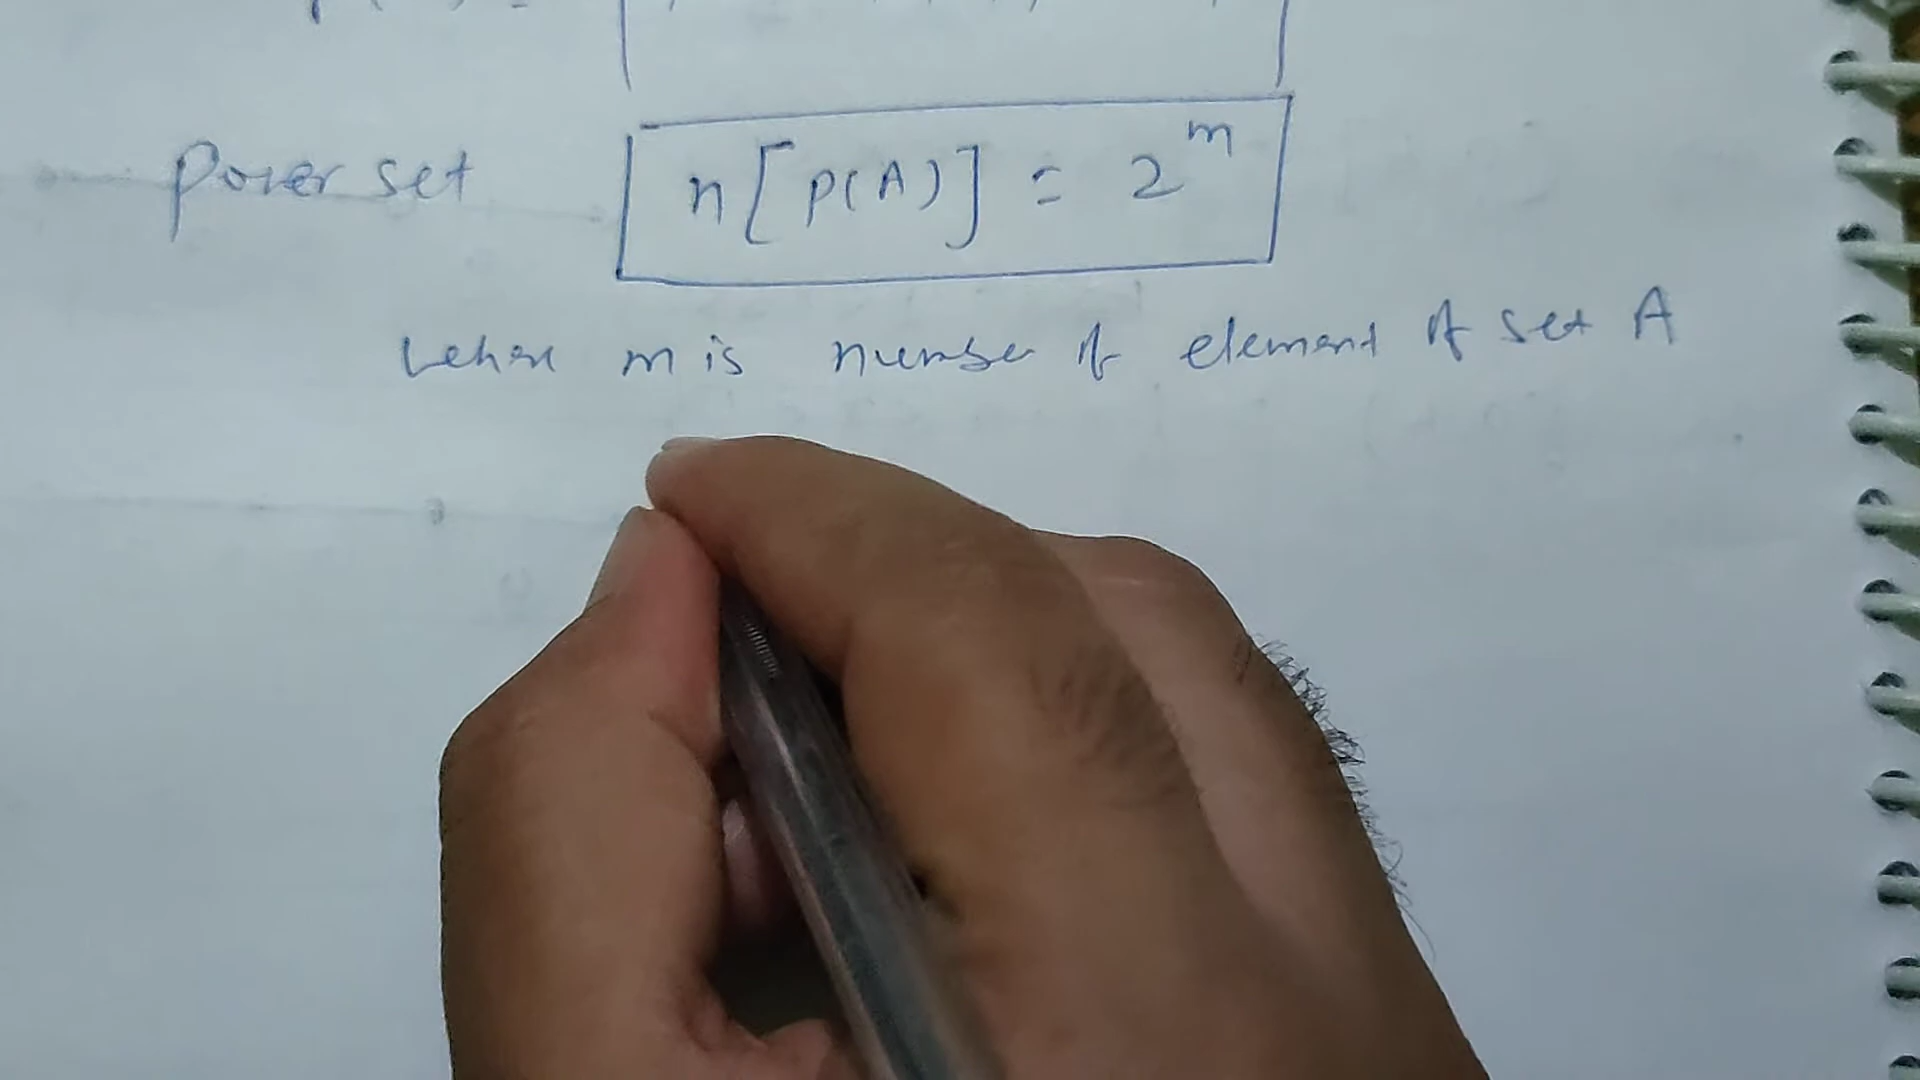 Power set n[P(A)] = 2^m
where m is number of element of set A